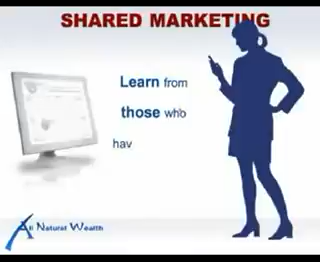 SHARED MARKETING
Learn from
those who
hav
All Natural Wealth